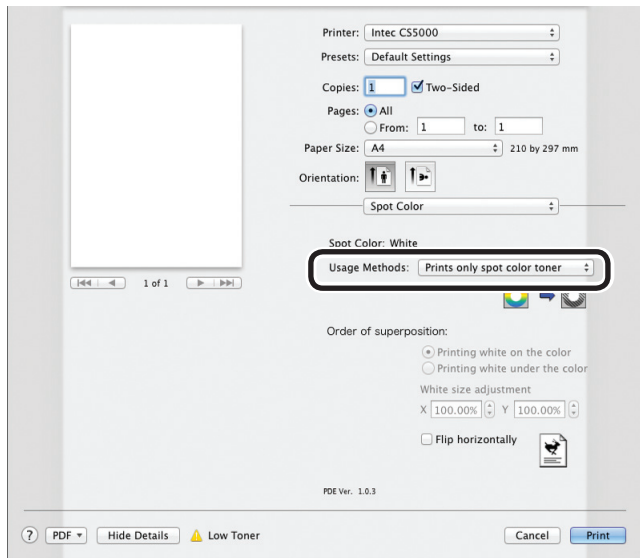 Printer: Intec CS5000
Presets: Default Settings
Copies: 1 Two-Sided
Pages: All
From: 1 to: 1
Paper Size: A4 210 by 297 mm
Orientation:
Spot Color
Spot Color: White
Usage Methods: Prints only spot color toner
1 of 1
Order of superposition:
Printing white on the color
Printing white under the color
White size adjustment
X 100.00% Y 100.00%
Flip horizontally
PDE Ver. 1.0.3
? PDF Hide Details Low Toner Cancel Print